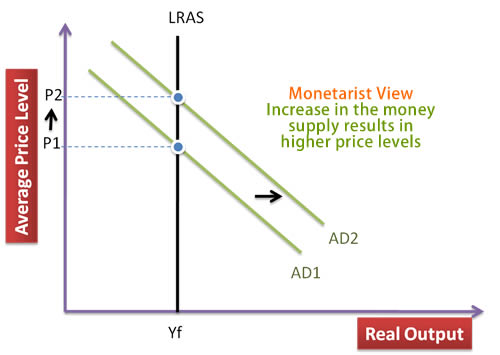 LRAS
Average Price Level
P2
P1
Monetarist View
Increase in the money
supply results in
higher price levels
AD2
AD1
Yf
Real Output